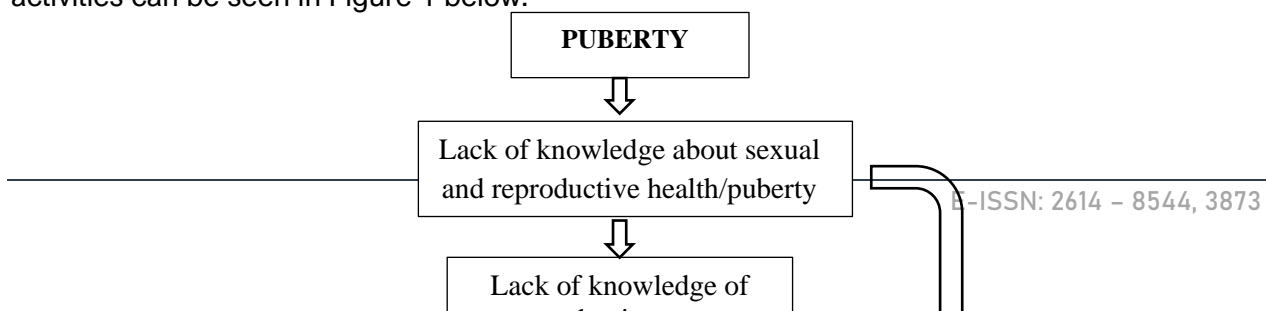 activities can be seen in Figure 1 below.
PUBERTY
Lack of knowledge about sexual
and reproductive health/puberty
E-ISSN: 2614 – 8544, 3873
Lack of knowledge of